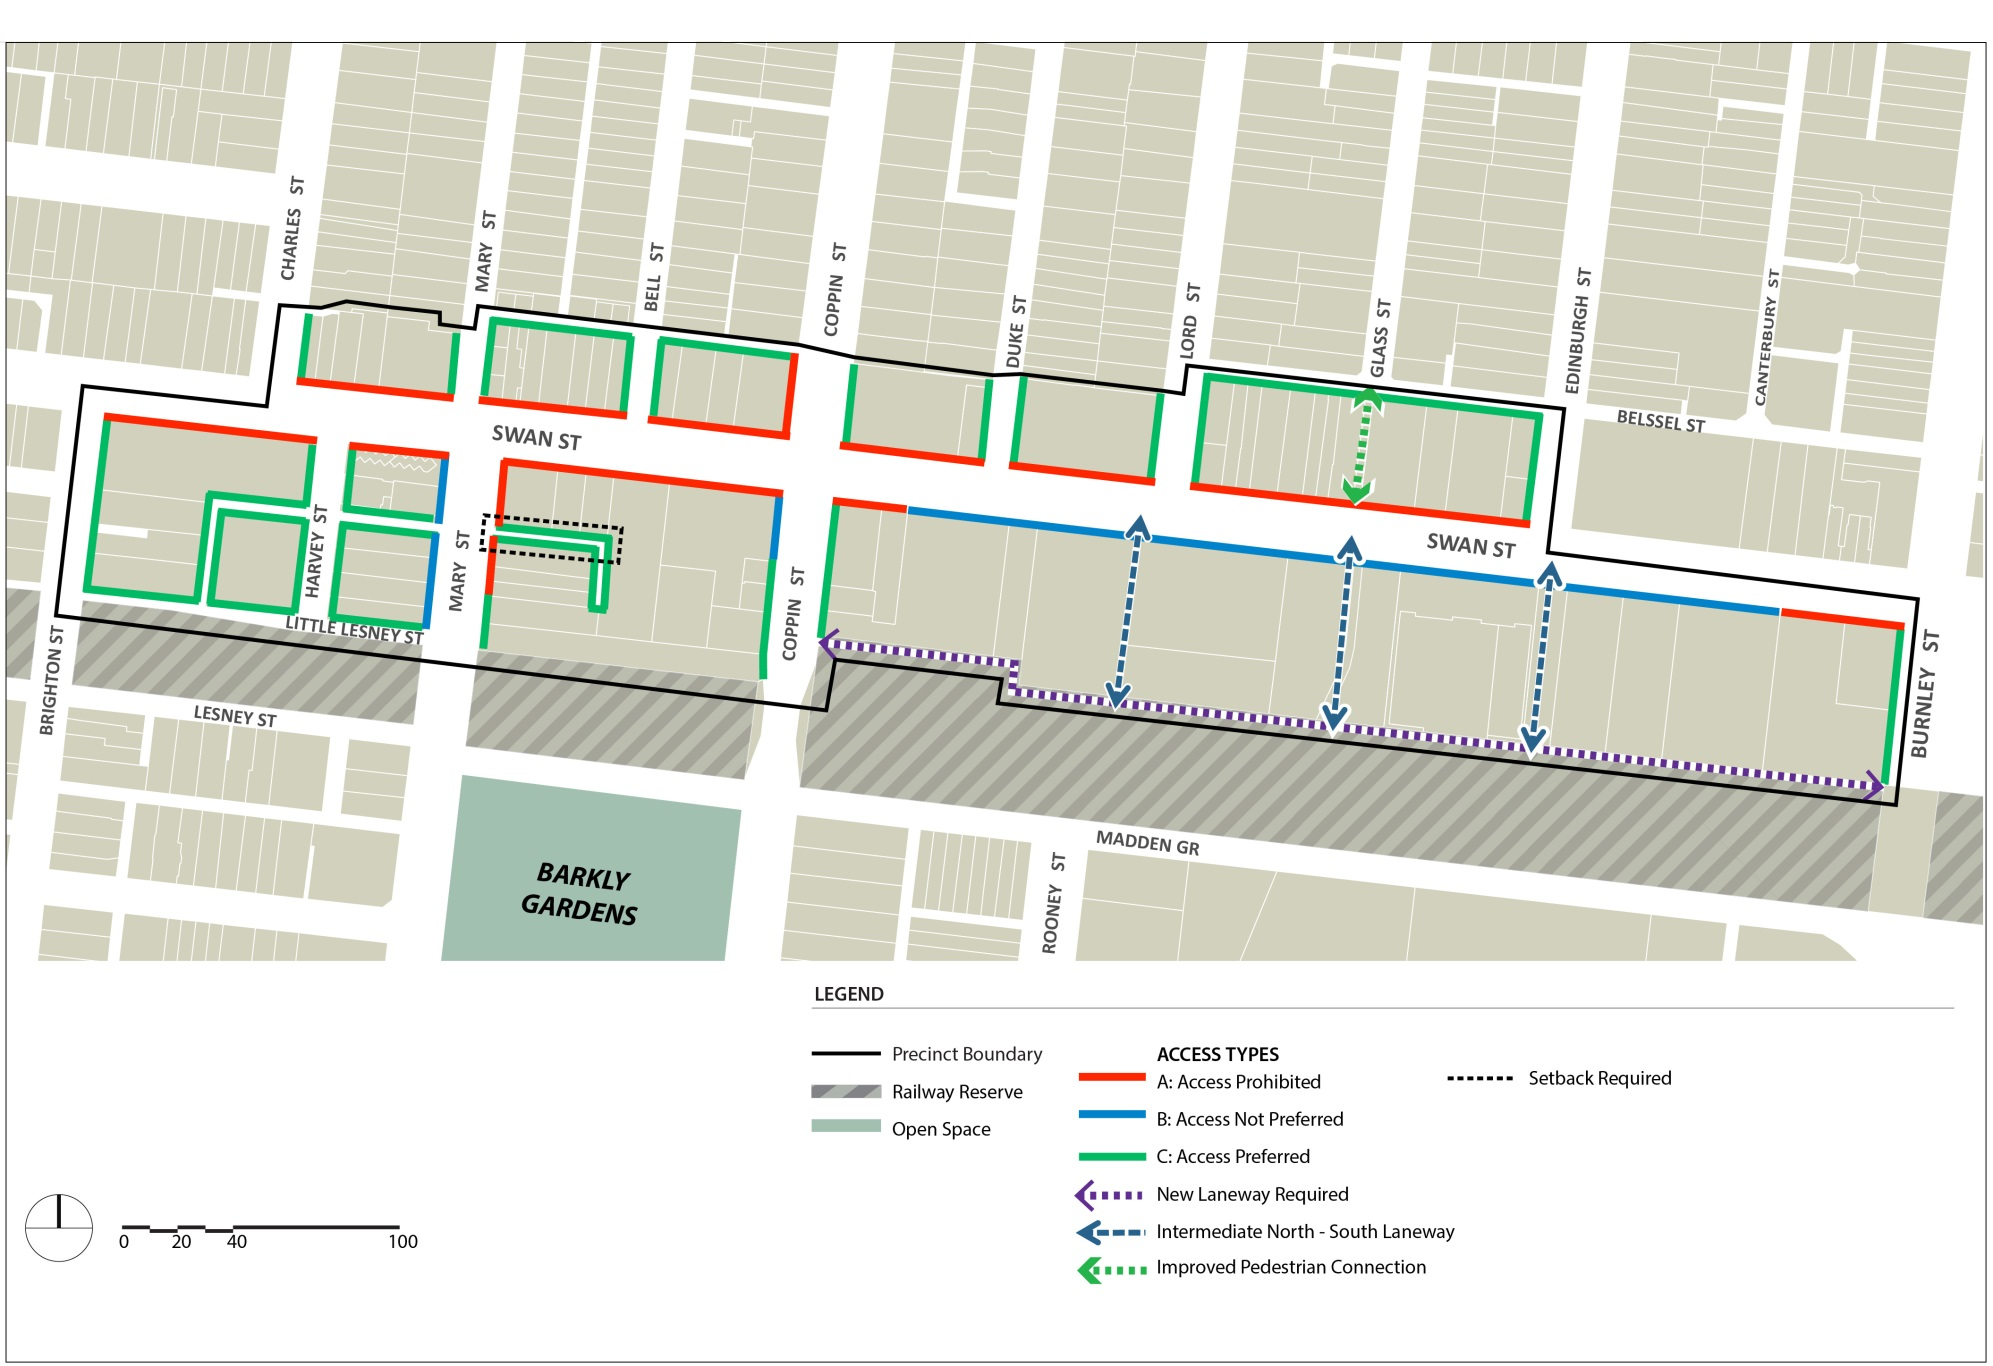 CHARLES ST
MARY ST
BELL ST
COPPIN ST
DUKE ST
LORD ST
GLASS ST
EDINBURGH ST
CANTERBURY ST
BELSSEL ST
SWAN ST
SWAN ST
HARVEY ST
MARY ST
COPPIN ST
LITTLE LESNEY ST
BRIGHTON ST
BURNLEY ST
LESNEY ST
MADDEN GR
ROONEY ST
BARKLY
GARDENS
LEGEND
Precinct Boundary
Railway Reserve
Open Space
ACCESS TYPES
A: Access Prohibited
B: Access Not Preferred
C: Access Preferred
New Laneway Required
Intermediate North - South Laneway
Improved Pedestrian Connection
Setback Required
0 20 40 100